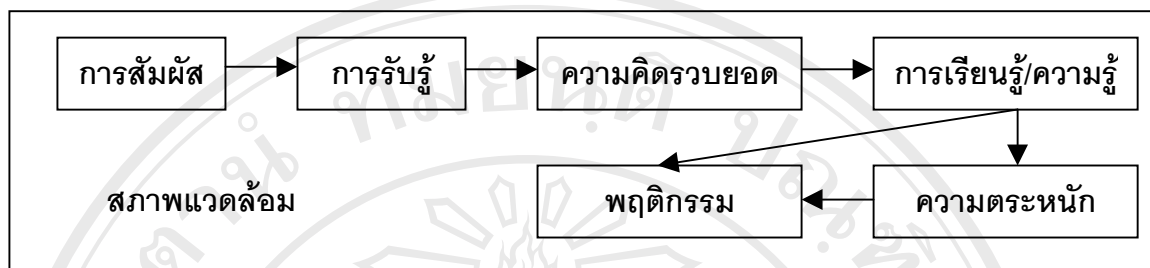 การสัมผัส
การรับรู้
ความคิดรวบยอด
การเรียนรู้/ความรู้
สภาพแวดล้อม
พฤติกรรม
ความตระหนัก